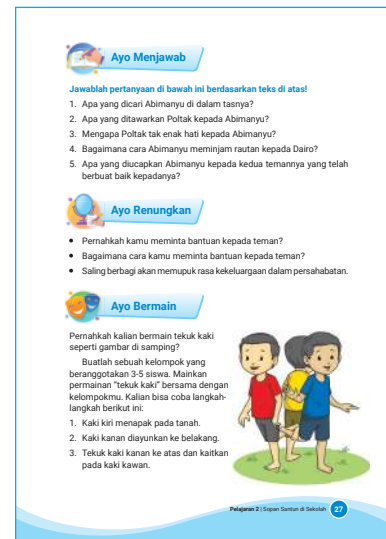 Ayo Menjawab
Jawablah pertanyaan di bawah ini berdasarkan teks di atas!
1. Apa yang dicari Abimanyu di dalam tasnya?
2. Apa yang ditawarkan Poltak kepada Abimanyu?
3. Mengapa Poltak tak enak hati kepada Abimanyu?
4. Bagaimana cara Abimanyu meminjam rautan kepada Dairo?
5. Apa yang diucapkan Abimanyu kepada kedua temannya yang telah
berbuat baik kepadanya?
Ayo Renungkan
• Pernahkah kamu meminta bantuan kepada teman?
• Bagaimana cara kamu meminta bantuan kepada teman?
• Saling berbagi akan memupuk rasa kekeluargaan dalam persahabatan.
Ayo Bermain
Pernahkah kalian bermain tekuk kaki
seperti gambar di samping?
Buatlah sebuah kelompok yang
beranggotakan 3-5 siswa. Mainkan
permainan “tekuk kaki” bersama dengan
kelompokmu. Kalian bisa coba langkah-
langkah berikut ini:
1. Kaki kiri menapak pada tanah.
2. Kaki kanan diayunkan ke belakang.
3. Tekuk kaki kanan ke atas dan kaitkan
pada kaki kawan.
Pelajaran 2 | Sopan Santun di Sekolah 27